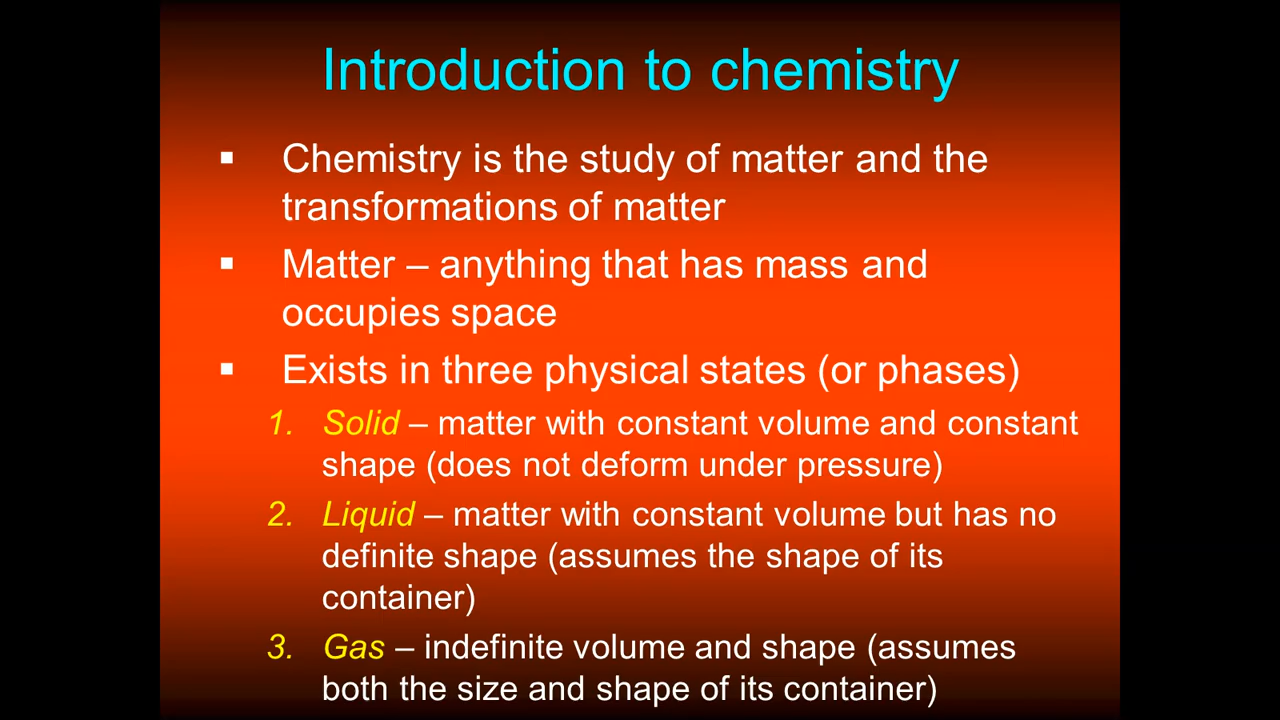 Introduction to chemistry
▪ Chemistry is the study of matter and the
transformations of matter
▪ Matter – anything that has mass and
occupies space
▪ Exists in three physical states (or phases)
1. Solid – matter with constant volume and constant
shape (does not deform under pressure)
2. Liquid – matter with constant volume but has no
definite shape (assumes the shape of its
container)
3. Gas – indefinite volume and shape (assumes
both the size and shape of its container)